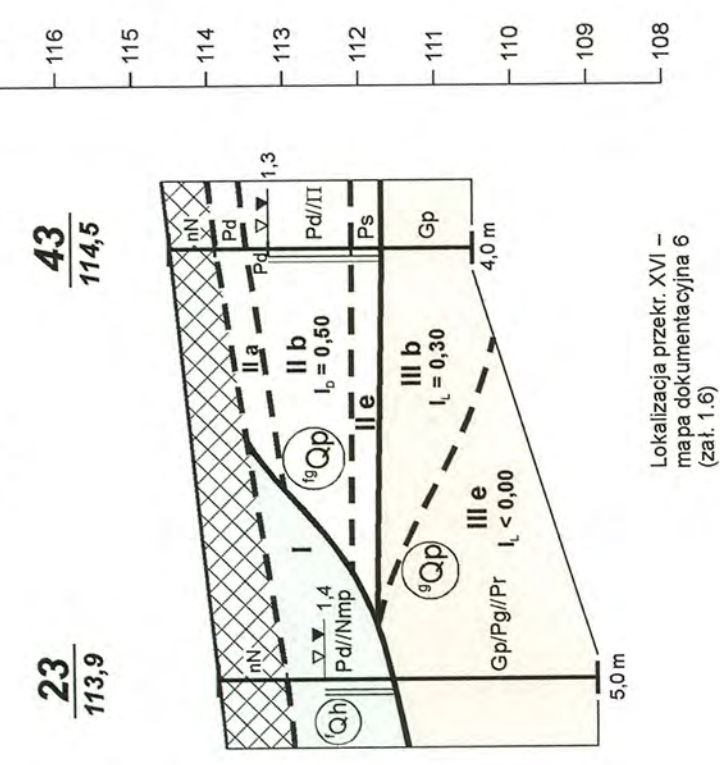 116
115
114
113
112
111
110
109
108
43
114,5
nN
Pd
Pd
1,3
Pd//Π
Ps
Gp
4,0 m
II a
II b
I_D = 0,50
fgQp
II e
III b
I_L = 0,30
I
III e
I_L < 0,00
gQp
23
113,9
nN
1,4
Pd//Nmp
fQh
Gp/Pg//Pr
5,0 m
Lokalizacja przekr. XVI –
mapa dokumentacyjna 6
(zał. 1.6)